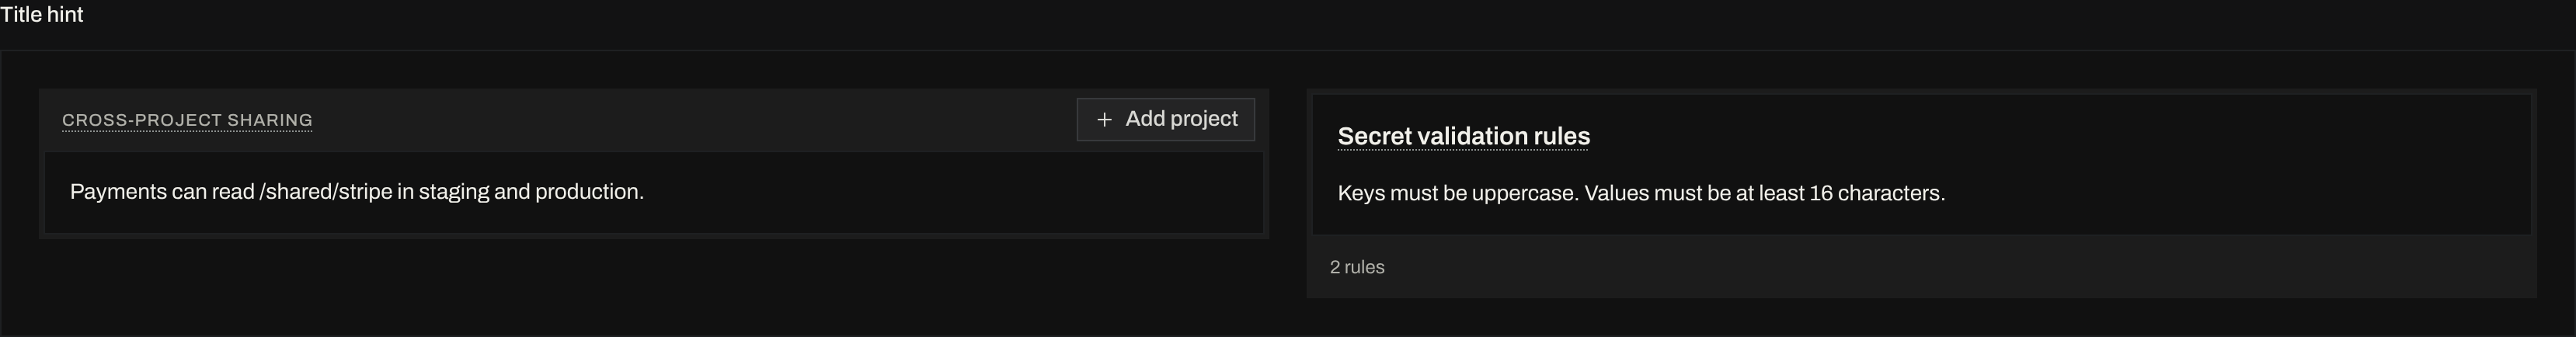 Title hint
CROSS-PROJECT SHARING
+ Add project
Payments can read /shared/stripe in staging and production.
Secret validation rules
Keys must be uppercase. Values must be at least 16 characters.
2 rules